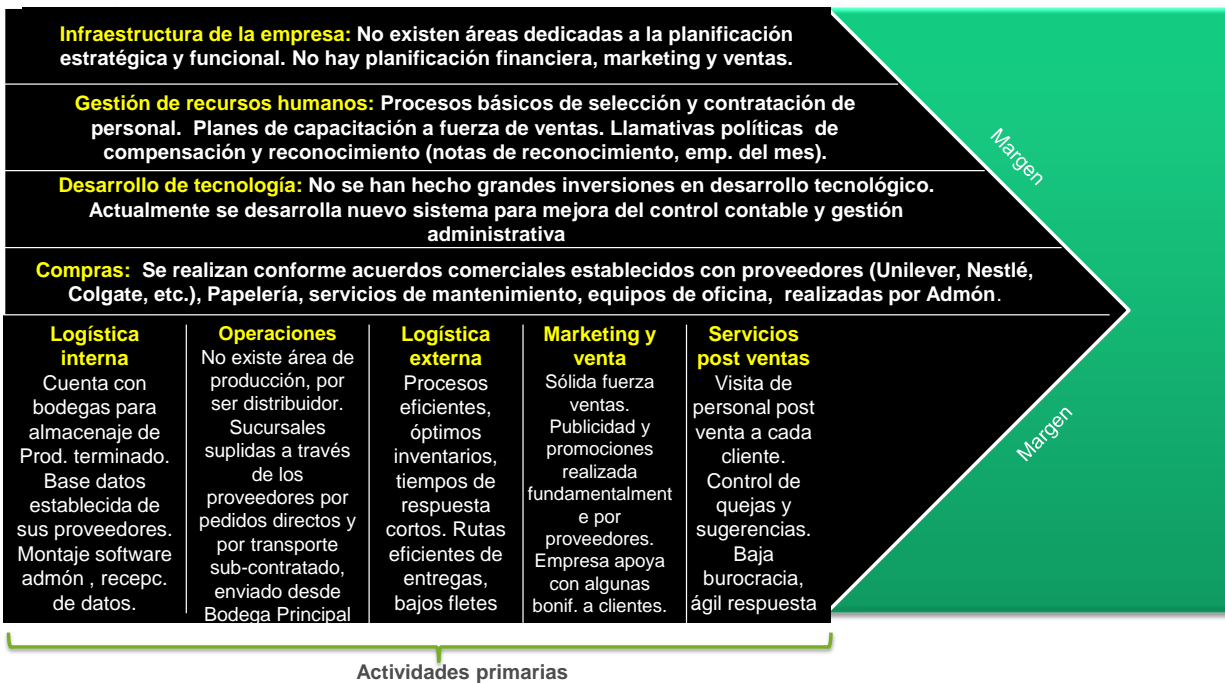 Infraestructura de la empresa: No existen áreas dedicadas a la planificación
estratégica y funcional. No hay planificación financiera, marketing y ventas.
Gestión de recursos humanos: Procesos básicos de selección y contratación de
personal. Planes de capacitación a fuerza de ventas. Llamativas políticas de
compensación y reconocimiento (notas de reconocimiento, emp. del mes).
Desarrollo de tecnología: No se han hecho grandes inversiones en desarrollo tecnológico.
Actualmente se desarrolla nuevo sistema para mejora del control contable y gestión
administrativa
Compras: Se realizan conforme acuerdos comerciales establecidos con proveedores (Unilever, Nestlé,
Colgate, etc.), Papelería, servicios de mantenimiento, equipos de oficina, realizadas por Admón.
Logística
interna
Cuenta con
bodegas para
almacenaje de
Prod. terminado.
Base datos
establecida de
sus proveedores.
Montaje software
admón , recepc.
de datos.
Operaciones
No existe área de
producción, por
ser distribuidor.
Sucursales
suplidas a través
de los
proveedores por
pedidos directos y
por transporte
sub-contratado,
enviado desde
Bodega Principal
Logística
externa
Procesos
eficientes,
óptimos
inventarios,
tiempos de
respuesta
cortos. Rutas
eficientes de
entregas,
bajos fletes
Marketing y
venta
Sólida fuerza
ventas.
Publicidad y
promociones
realizada
fundamentalment
e por
proveedores.
Empresa apoya
con algunas
bonif. a clientes.
Servicios
post ventas
Visita de
personal post
venta a cada
cliente.
Control de
quejas y
sugerencias.
Baja
burocracia,
ágil respuesta
Margen
Margen
Actividades primarias